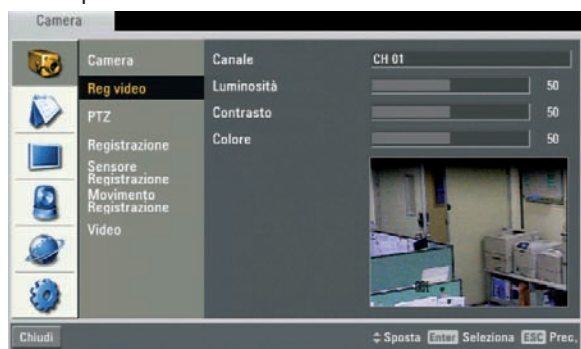 Camera
Camera
Reg video
PTZ
Registrazione
Sensore
Registrazione
Movimento
Registrazione
Video
Canale CH 01
Luminosità 50
Contrasto 50
Colore 50
Chiudi
Sposta Enter Seleziona ESC Prec,